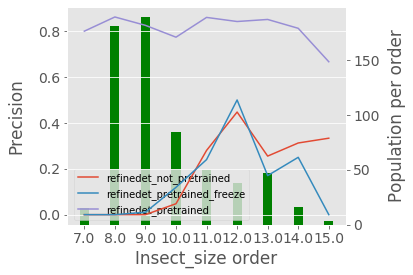 Precision
0.8
0.6
0.4
0.2
0.0
refinedet_not_pretrained
refinedet_pretrained_freeze
refinedet_pretrained
7.0 8.0 9.0 10.0 11.0 12.0 13.0 14.0 15.0
Insect_size order
150
100
50
0
Population per order